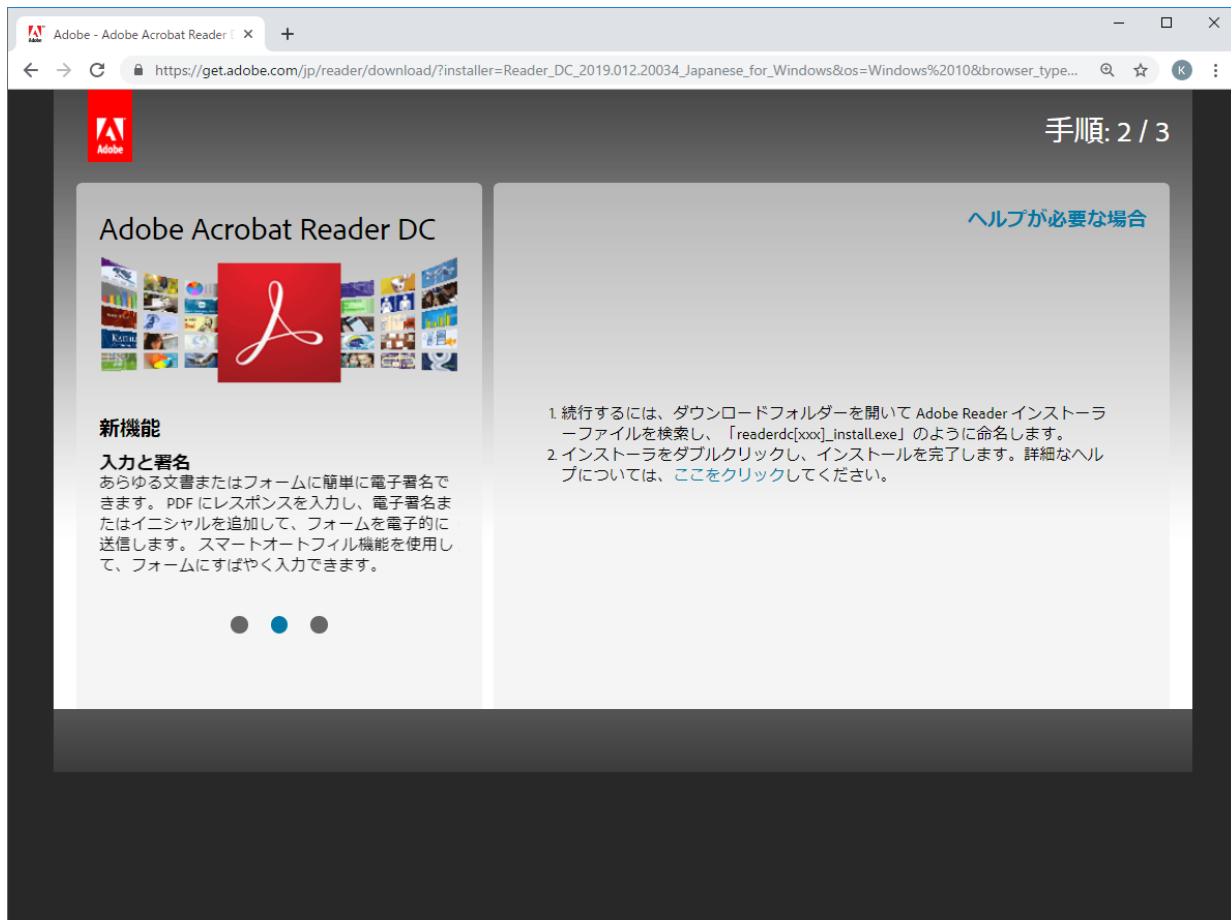 Adobe
Adobe - Adobe Acrobat Reader
https://get.adobe.com/jp/reader/download/?installer=Reader_DC_2019.012.20034_Japanese_for_Windows&os=Windows%2010&browser_type...
K
Adobe
手順: 2 / 3
Adobe Acrobat Reader DC
新機能
入力と署名
あらゆる文書またはフォームに簡単に電子署名で
きます。 PDF にレスポンスを入力し、電子署名ま
たはイニシャルを追加して、フォームを電子的に
送信します。 スマートオートフィル機能を使用し
て、フォームにすばやく入力できます。
ヘルプが必要な場合
1. 続行するには、ダウンロードフォルダーを開いて Adobe Reader インストーラ
ーファイルを検索し、「readerdc[xxx]_install.exe」のように命名します。
2. インストーラをダブルクリックし、インストールを完了します。詳細なヘル
プについては、ここをクリックしてください。